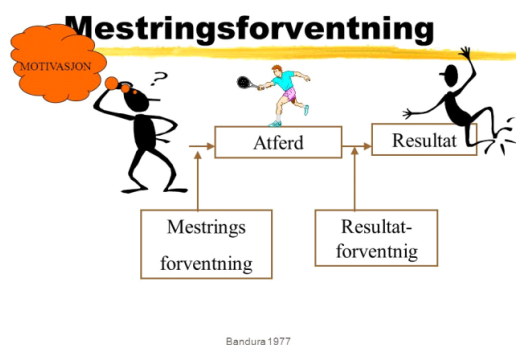 Mestringsforventning
MOTIVASJON
?
Atferd
Resultat
Mestrings
forventning
Resultat-
forventnig
Bandura 1977